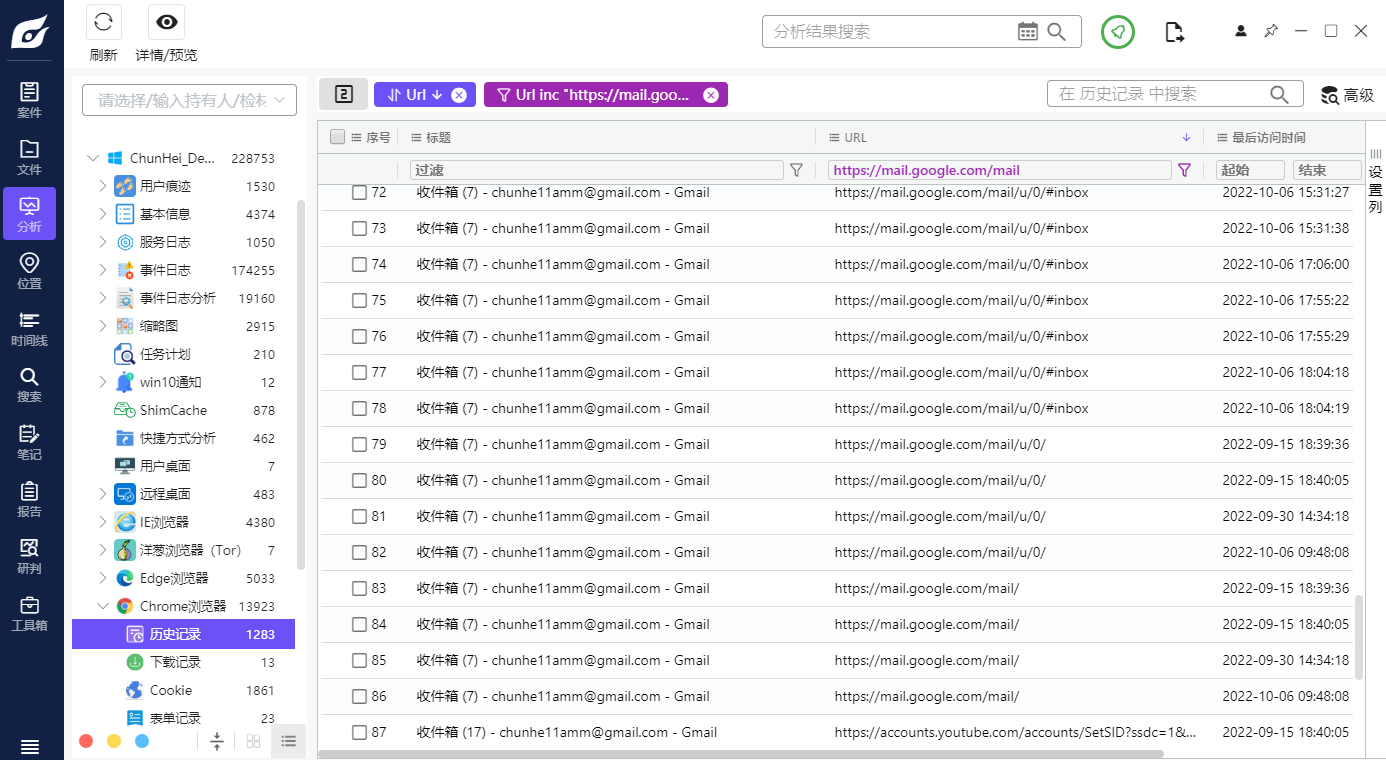 刷新
详情/预览
分析结果搜索
案件
文件
分析
位置
时间线
搜索
笔记
报告
研判
工具箱
请选择/输入持有人/检材
ChunHei_De... 228753
用户痕迹 1530
基本信息 4374
服务日志 1050
事件日志 174255
事件日志分析 19160
缩略图 2915
任务计划 210
win10通知 12
ShimCache 878
快捷方式分析 462
用户桌面 7
远程桌面 483
IE浏览器 4380
洋葱浏览器（Tor） 7
Edge浏览器 5033
Chrome浏览器 13923
历史记录 1283
下载记录 13
Cookie 1861
表单记录 23
2 Url Url inc "https://mail.goo... 在 历史记录 中搜索 高级
序号 标题 URL 最后访问时间
过滤 https://mail.google.com/mail 起始 结束
72 收件箱 (7) - chunhe11amm@gmail.com - Gmail https://mail.google.com/mail/u/0/#inbox 2022-10-06 15:31:27
73 收件箱 (7) - chunhe11amm@gmail.com - Gmail https://mail.google.com/mail/u/0/#inbox 2022-10-06 15:31:38
74 收件箱 (7) - chunhe11amm@gmail.com - Gmail https://mail.google.com/mail/u/0/#inbox 2022-10-06 17:06:00
75 收件箱 (7) - chunhe11amm@gmail.com - Gmail https://mail.google.com/mail/u/0/#inbox 2022-10-06 17:55:22
76 收件箱 (7) - chunhe11amm@gmail.com - Gmail https://mail.google.com/mail/u/0/#inbox 2022-10-06 17:55:29
77 收件箱 (7) - chunhe11amm@gmail.com - Gmail https://mail.google.com/mail/u/0/#inbox 2022-10-06 18:04:18
78 收件箱 (7) - chunhe11amm@gmail.com - Gmail https://mail.google.com/mail/u/0/#inbox 2022-10-06 18:04:19
79 收件箱 (7) - chunhe11amm@gmail.com - Gmail https://mail.google.com/mail/u/0/ 2022-09-15 18:39:36
80 收件箱 (7) - chunhe11amm@gmail.com - Gmail https://mail.google.com/mail/u/0/ 2022-09-15 18:40:05
81 收件箱 (7) - chunhe11amm@gmail.com - Gmail https://mail.google.com/mail/u/0/ 2022-09-30 14:34:18
82 收件箱 (7) - chunhe11amm@gmail.com - Gmail https://mail.google.com/mail/u/0/ 2022-10-06 09:48:08
83 收件箱 (7) - chunhe11amm@gmail.com - Gmail https://mail.google.com/mail/ 2022-09-15 18:39:36
84 收件箱 (7) - chunhe11amm@gmail.com - Gmail https://mail.google.com/mail/ 2022-09-15 18:40:05
85 收件箱 (7) - chunhe11amm@gmail.com - Gmail https://mail.google.com/mail/ 2022-09-30 14:34:18
86 收件箱 (7) - chunhe11amm@gmail.com - Gmail https://mail.google.com/mail/ 2022-10-06 09:48:08
87 收件箱 (17) - chunhe11amm@gmail.com - Gmail https://accounts.youtube.com/accounts/SetSID?ssdc=1&... 2022-09-15 18:40:05
设置列